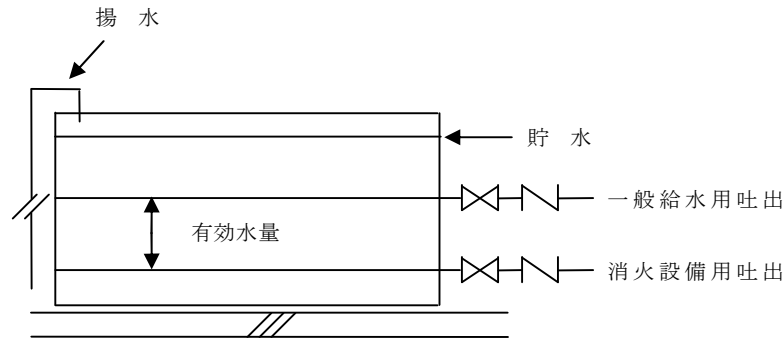 揚 水
貯 水
一般給水用吐出
有効水量
消火設備用吐出